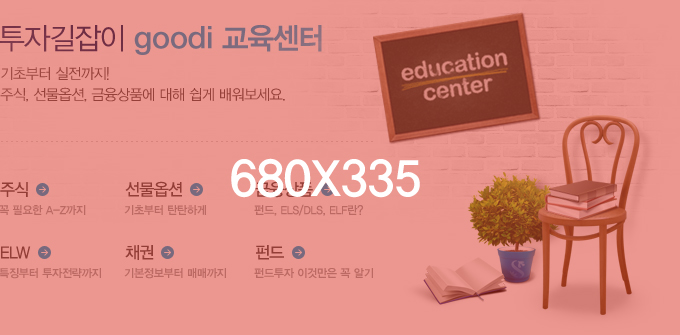 투자길잡이 goodi 교육센터
기초부터 실전까지!
주식, 선물옵션, 금융상품에 대해 쉽게 배워보세요.
education
center
680X335
주식 선물옵션 금융상품
꼭 필요한 A-Z까지 기초부터 탄탄하게 펀드, ELS/DLS, ELF란?
ELW 채권 펀드
특징부터 투자전략까지 기본정보부터 매매까지 펀드투자 이것만은 꼭 알기